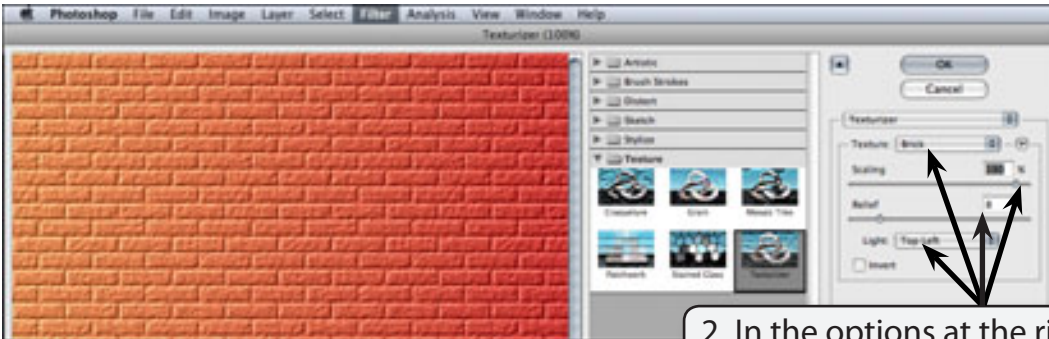 Photoshop File Edit Image Layer Select Filter Analysis View Window Help
Texturizer (100%)
Artistic
Brush Strokes
Distort
Sketch
Stylize
Texture
Craquelure Grain Mosaic Tiles
Patchwork Stained Glass Texturizer
OK
Cancel
Texturizer
Texture: Brick
Scaling %
Relief
Light: Top Left
Invert
2. In the options at the ri